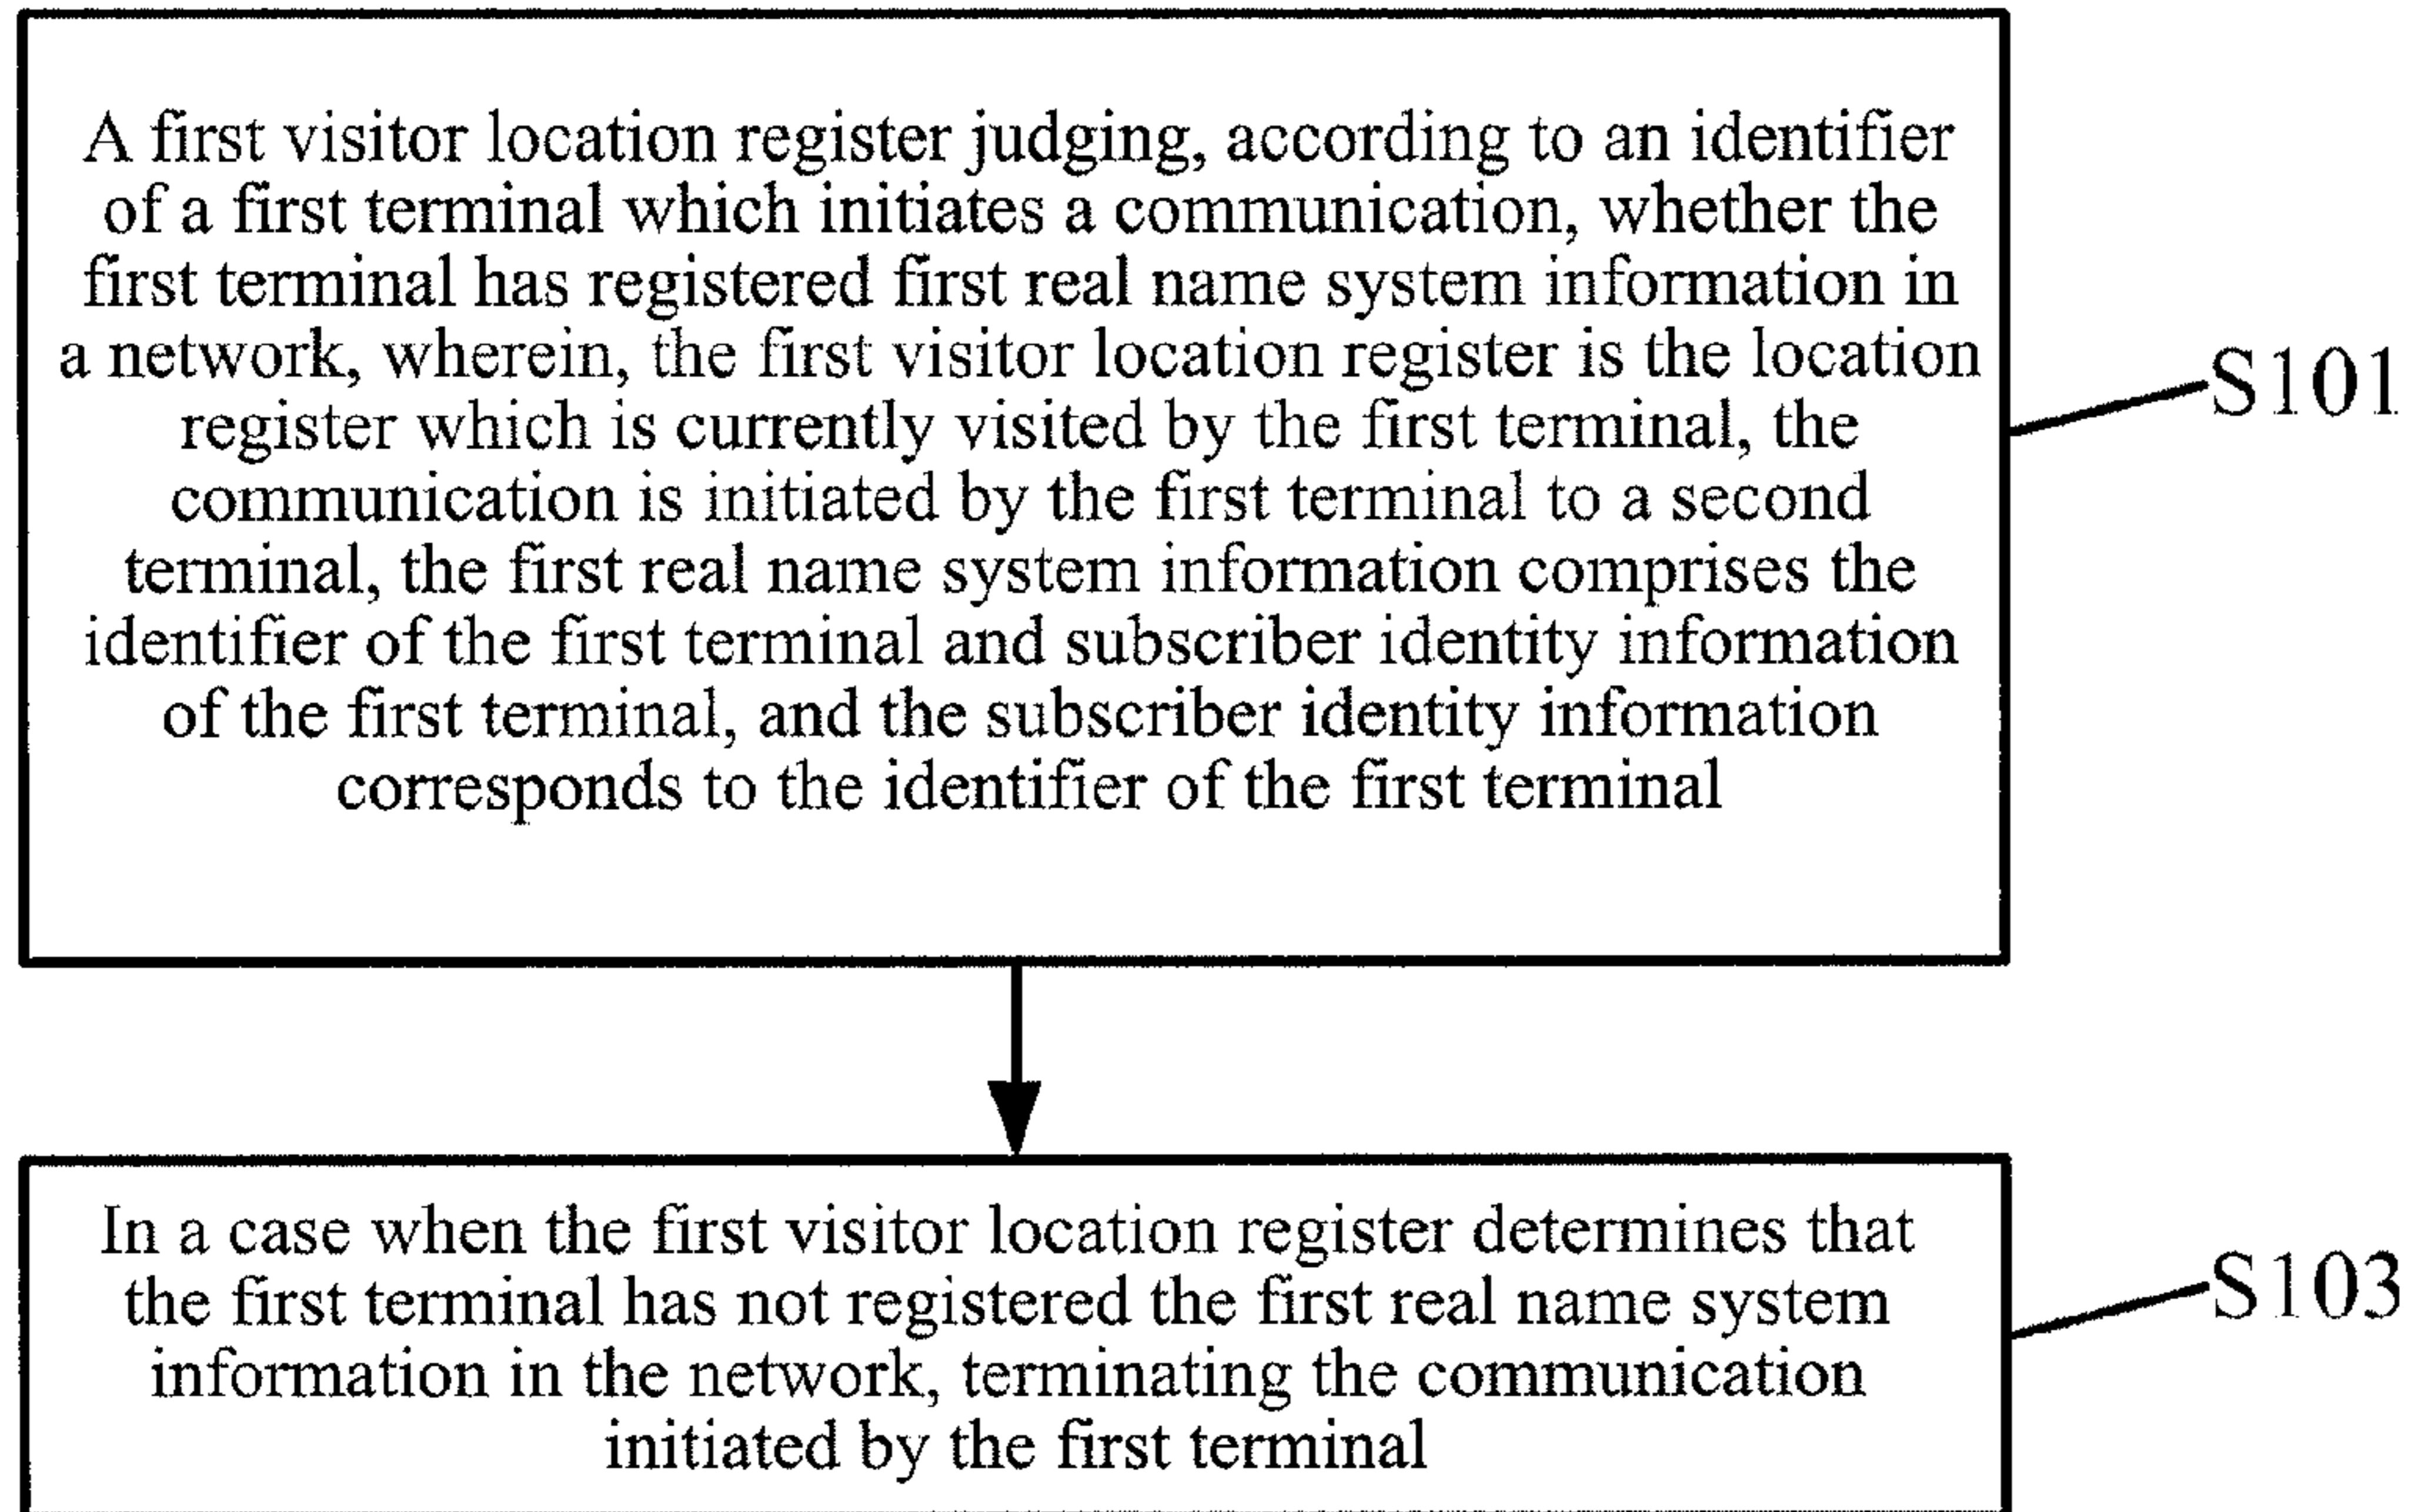 A first visitor location register judging, according to an identifier
of a first terminal which initiates a communication, whether the
first terminal has registered first real name system information in
a network, wherein, the first visitor location register is the location
register which is currently visited by the first terminal, the
communication is initiated by the first terminal to a second
terminal, the first real name system information comprises the
identifier of the first terminal and subscriber identity information
of the first terminal, and the subscriber identity information
corresponds to the identifier of the first terminal
S101
In a case when the first visitor location register determines that
the first terminal has not registered the first real name system
information in the network, terminating the communication
initiated by the first terminal
S103